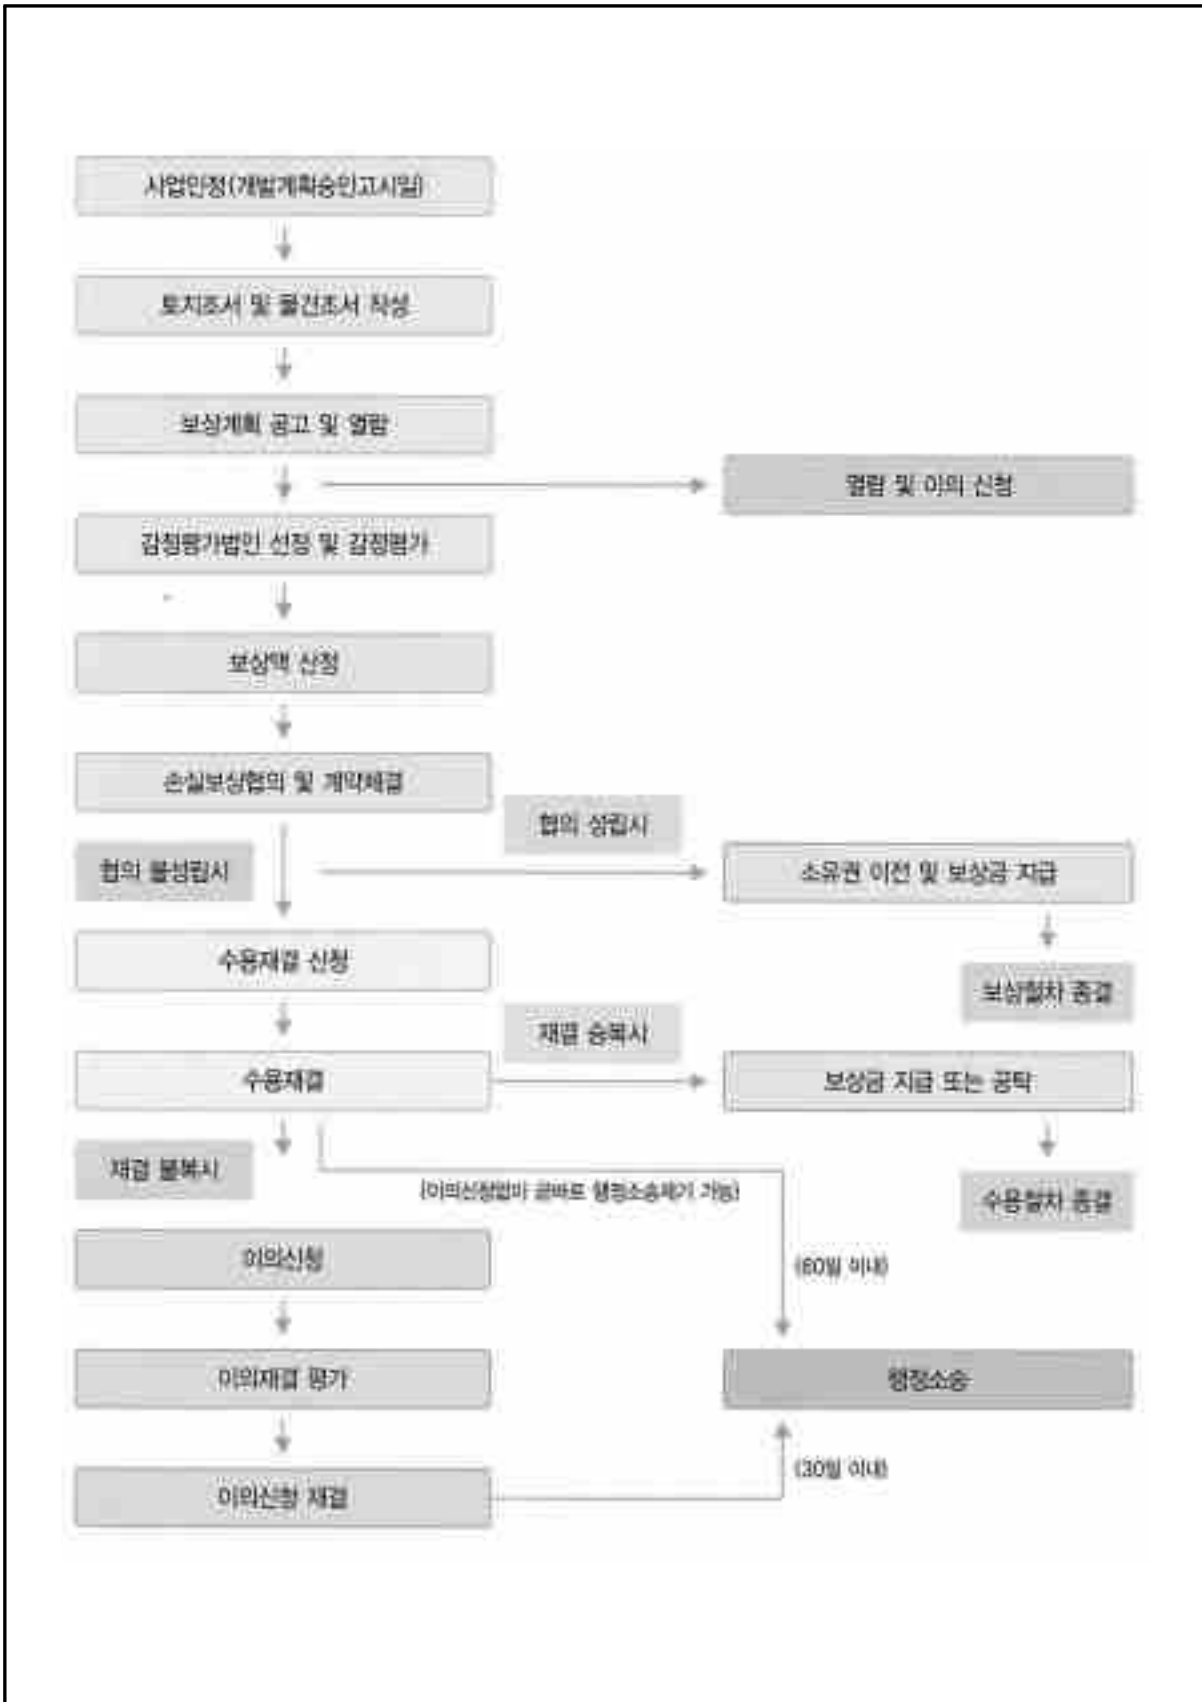 사업인정(개발계획승인고시일)
토지조서 및 물건조서 작성
보상계획 공고 및 열람
열람 및 이의 신청
감정평가법인 선정 및 감정평가
보상액 산정
손실보상협의 및 계약체결
협의 성립시
협의 불성립시
소유권 이전 및 보상금 지급
수용재결 신청
보상절차 종결
재결 승복시
수용재결
보상금 지급 또는 공탁
재결 불복시
(이의신청없이 곧바로 행정소송제기 가능)
수용절차 종결
이의신청
(60일 이내)
이의재결 평가
행정소송
(30일 이내)
이의신청 재결